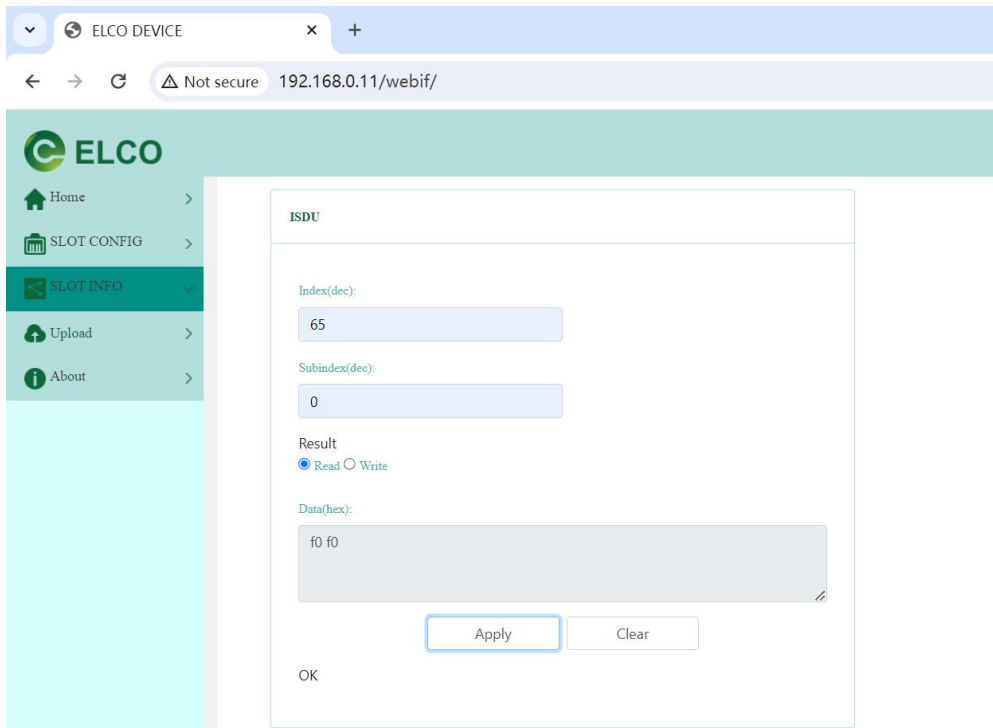 ELCO DEVICE
Not secure 192.168.0.11/webif/
ELCO
Home
SLOT CONFIG
SLOT INFO
Upload
About
ISDU
Index(dec):
65
Subindex(dec):
0
Result
Read Write
Data(hex):
f0 f0
Apply Clear
OK